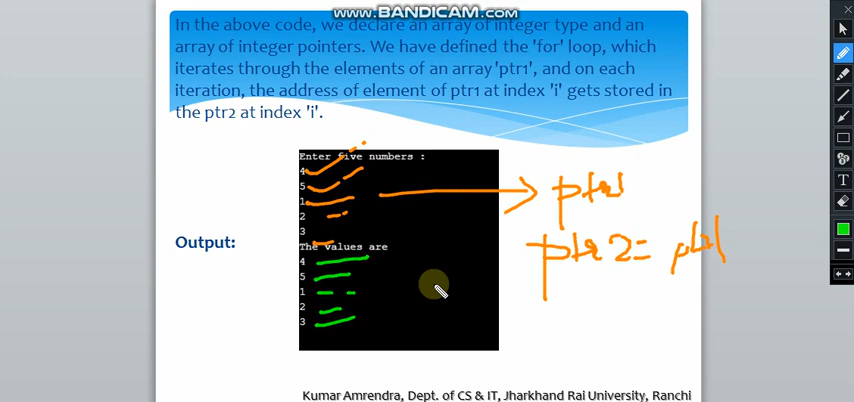 www.BANDICAM.com
In the above code, we declare an array of integer type and an
array of integer pointers. We have defined the 'for' loop, which
iterates through the elements of an array 'ptr1', and on each
iteration, the address of element of ptr1 at index 'i' gets stored in
the ptr2 at index 'i'.
Enter five numbers :
4
5
1
2
3
ptr1
ptr2= ptr1
Output:
The values are
4
5
1
2
3
Kumar Amrendra, Dept. of CS & IT, Jharkhand Rai University, Ranchi
T